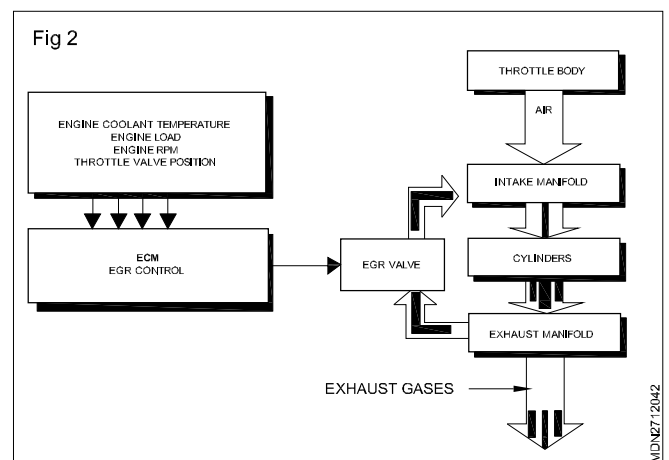 Fig 2
THROTTLE BODY
ENGINE COOLANT TEMPERATURE
ENGINE LOAD
ENGINE RPM
THROTTLE VALVE POSITION
AIR
INTAKE MANIFOLD
ECM
EGR CONTROL
EGR VALVE
CYLINDERS
EXHAUST MANIFOLD
EXHAUST GASES
MDN2712042